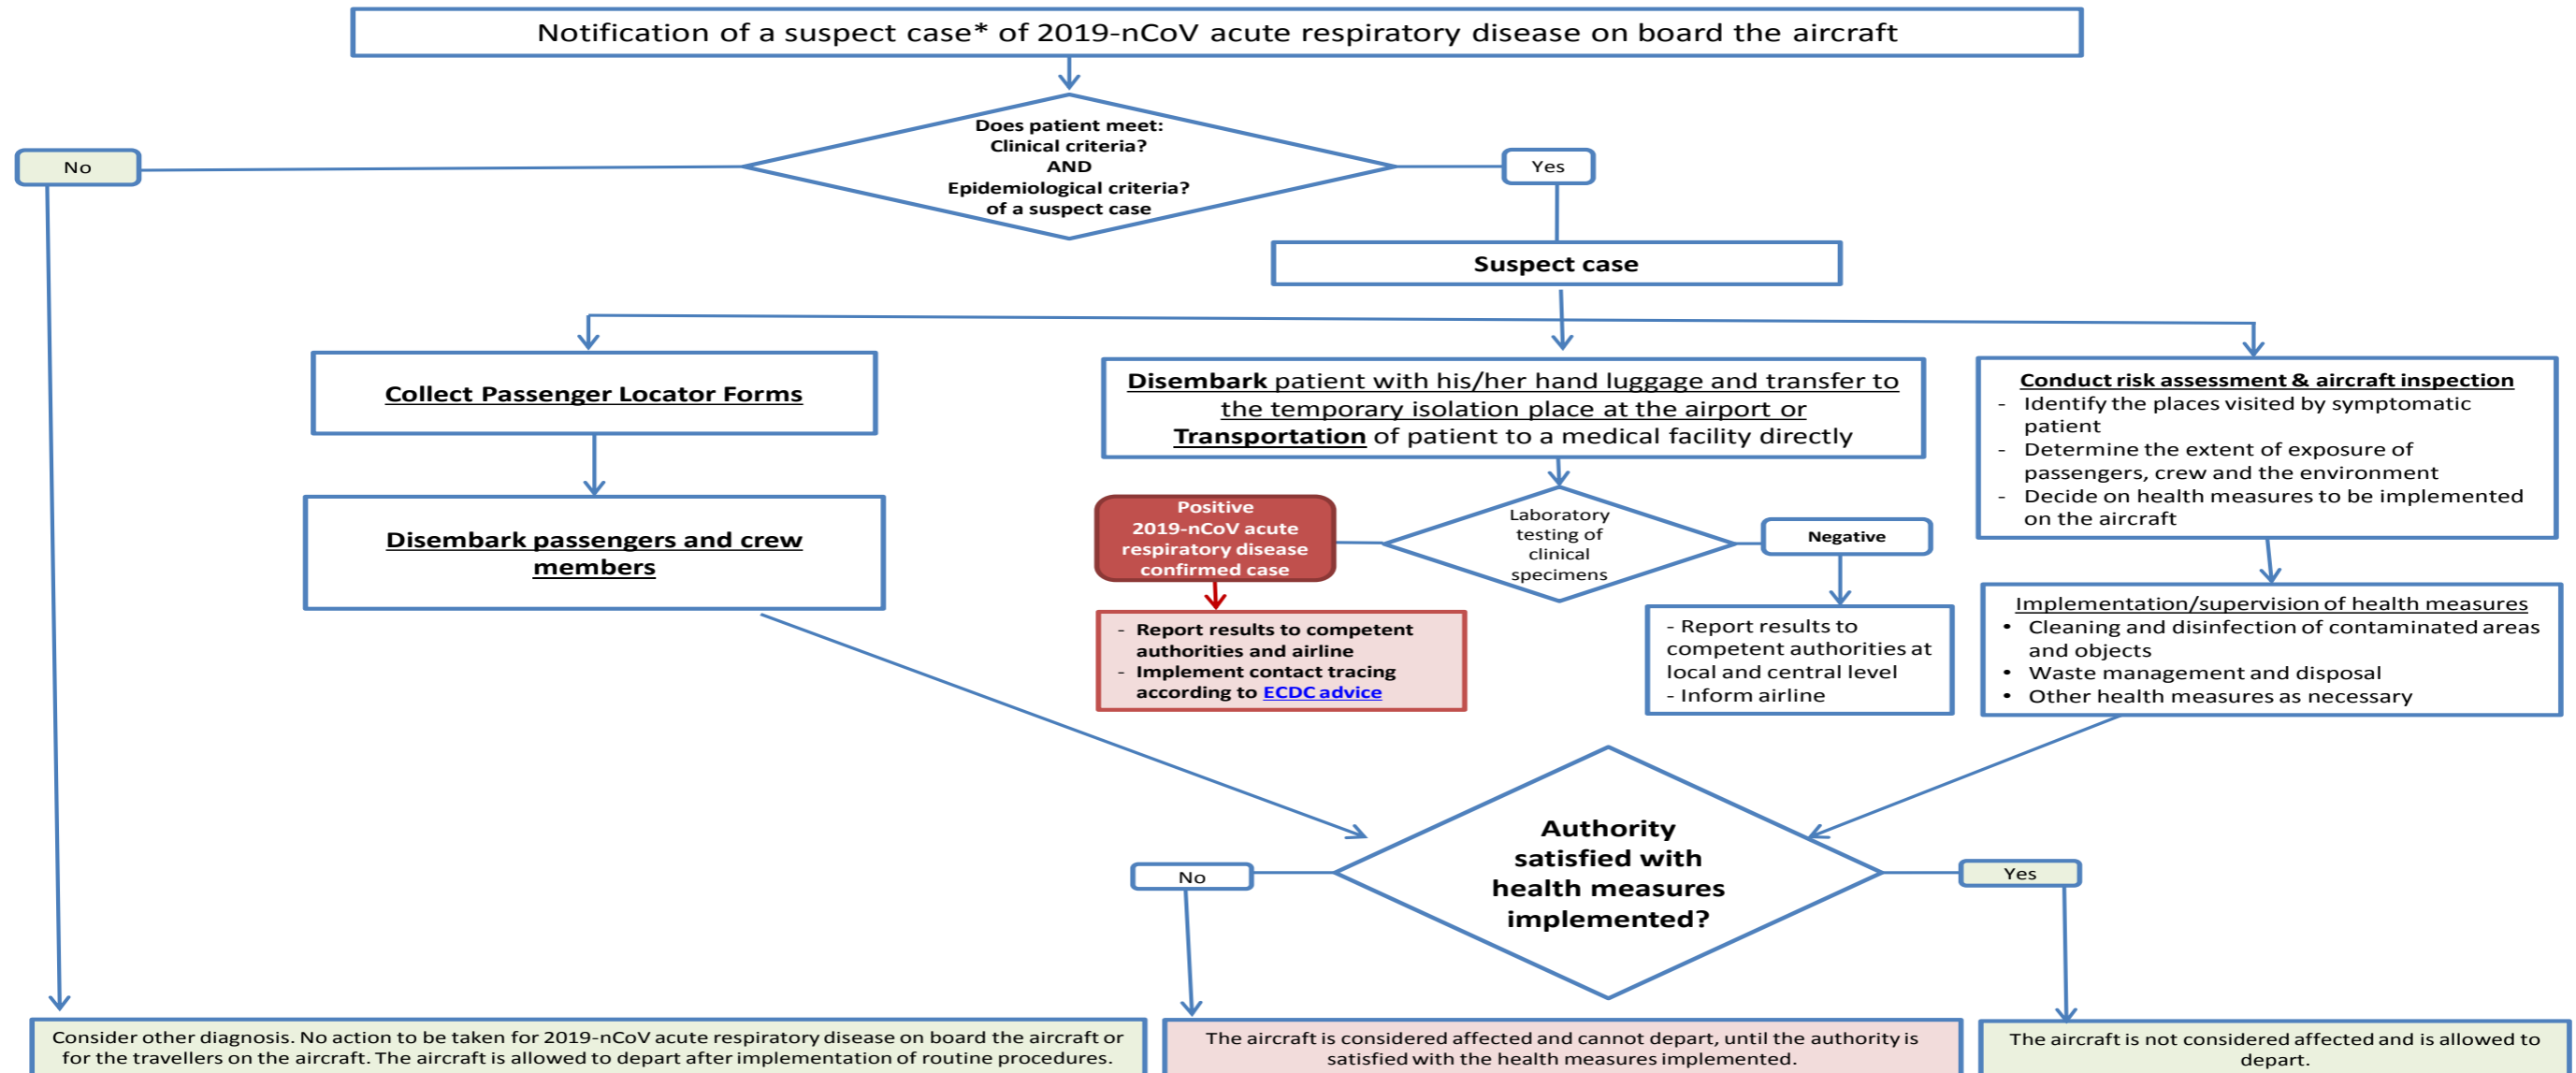 Notification of a suspect case* of 2019-nCoV acute respiratory disease on board the aircraft
Does patient meet:
Clinical criteria?
AND
Epidemiological criteria?
of a suspect case
No
Yes
Suspect case
Collect Passenger Locator Forms
Disembark passengers and crew
members
Disembark patient with his/her hand luggage and transfer to
the temporary isolation place at the airport or
Transportation of patient to a medical facility directly
Conduct risk assessment & aircraft inspection
- Identify the places visited by symptomatic
patient
- Determine the extent of exposure of
passengers, crew and the environment
- Decide on health measures to be implemented
on the aircraft
Positive
2019-nCoV acute
respiratory disease
confirmed case
Laboratory
testing of
clinical
specimens
Negative
- Report results to competent
authorities and airline
- Implement contact tracing
according to ECDC advice
- Report results to
competent authorities at
local and central level
- Inform airline
Implementation/supervision of health measures
• Cleaning and disinfection of contaminated areas
and objects
• Waste management and disposal
• Other health measures as necessary
Authority
satisfied with
health measures
implemented?
No
Yes
Consider other diagnosis. No action to be taken for 2019-nCoV acute respiratory disease on board the aircraft or
for the travellers on the aircraft. The aircraft is allowed to depart after implementation of routine procedures.
The aircraft is considered affected and cannot depart, until the authority is
satisfied with the health measures implemented.
The aircraft is not considered affected and is allowed to
depart.